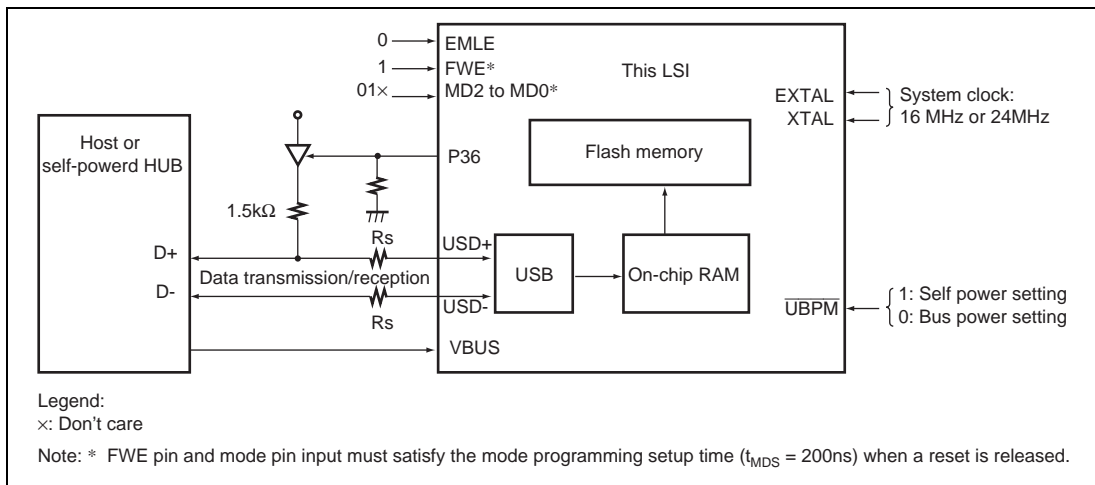 0
EMLE
1
FWE*
01×
MD2 to MD0*
This LSI
EXTAL
XTAL
System clock:
16 MHz or 24MHz
Host or
self-powerd HUB
P36
Flash memory
1.5kΩ
Rs
USD+
D+
Data transmission/reception
USB
On-chip RAM
D-
USD-
Rs
UBPM
1: Self power setting
0: Bus power setting
VBUS
Legend:
×: Don't care
Note: * FWE pin and mode pin input must satisfy the mode programming setup time (tMDS = 200ns) when a reset is released.